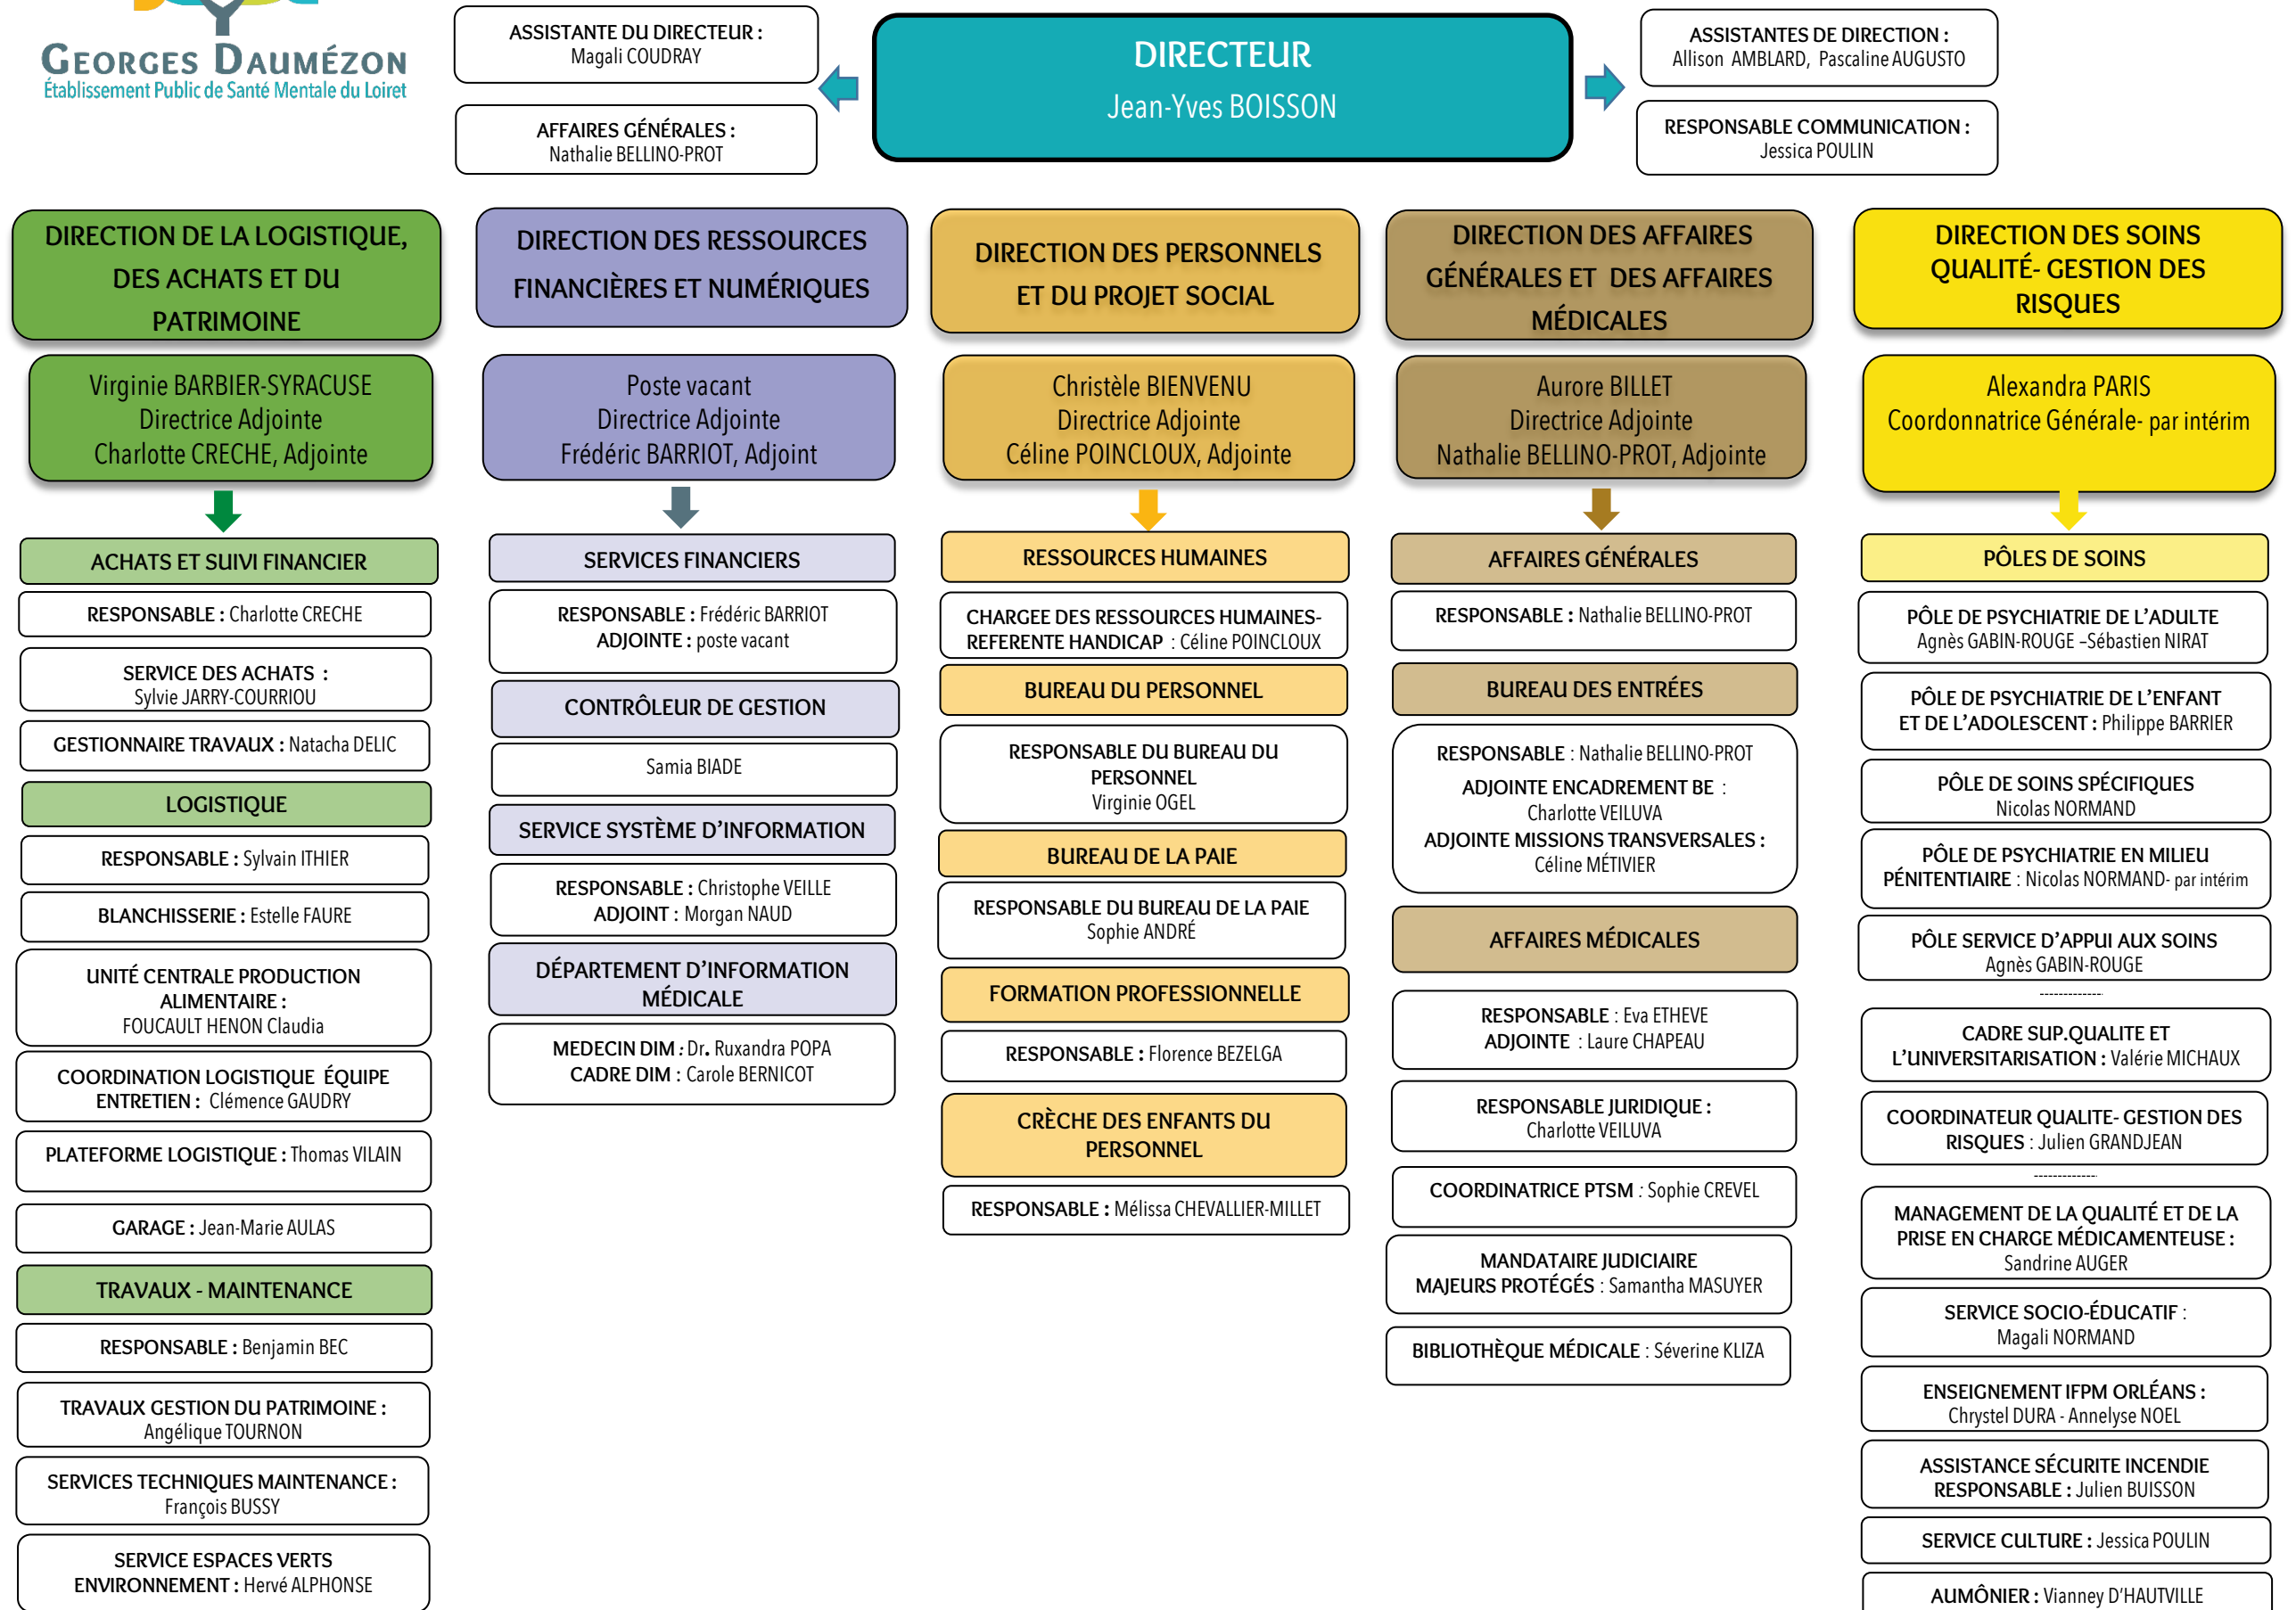 GEORGES DAUMÉZON
Établissement Public de Santé Mentale du Loiret
ASSISTANTE DU DIRECTEUR :
Magali COUDRAY
AFFAIRES GÉNÉRALES :
Nathalie BELLINO-PROT
DIRECTEUR
Jean-Yves BOISSON
ASSISTANTES DE DIRECTION :
Allison AMBLARD, Pascaline AUGUSTO
RESPONSABLE COMMUNICATION :
Jessica POULIN
DIRECTION DE LA LOGISTIQUE,
DES ACHATS ET DU
PATRIMOINE
Virginie BARBIER-SYRACUSE
Directrice Adjointe
Charlotte CRECHE, Adjointe
ACHATS ET SUIVI FINANCIER
RESPONSABLE : Charlotte CRECHE
SERVICE DES ACHATS :
Sylvie JARRY-COURRIOU
GESTIONNAIRE TRAVAUX : Natacha DELIC
LOGISTIQUE
RESPONSABLE : Sylvain ITHIER
BLANCHISSERIE : Estelle FAURE
UNITÉ CENTRALE PRODUCTION
ALIMENTAIRE :
FOUCAULT HENON Claudia
COORDINATION LOGISTIQUE ÉQUIPE
ENTRETIEN : Clémence GAUDRY
PLATEFORME LOGISTIQUE : Thomas VILAIN
GARAGE : Jean-Marie AULAS
TRAVAUX - MAINTENANCE
RESPONSABLE : Benjamin BEC
TRAVAUX GESTION DU PATRIMOINE :
Angélique TOURNON
SERVICES TECHNIQUES MAINTENANCE :
François BUSSY
SERVICE ESPACES VERTS
ENVIRONNEMENT : Hervé ALPHONSE
DIRECTION DES RESSOURCES
FINANCIÈRES ET NUMÉRIQUES
Poste vacant
Directrice Adjointe
Frédéric BARRIOT, Adjoint
SERVICES FINANCIERS
RESPONSABLE : Frédéric BARRIOT
ADJOINTE : poste vacant
CONTRÔLEUR DE GESTION
Samia BIADE
SERVICE SYSTÈME D'INFORMATION
RESPONSABLE : Christophe VEILLE
ADJOINT : Morgan NAUD
DÉPARTEMENT D'INFORMATION
MÉDICALE
MEDECIN DIM : Dr. Ruxandra POPA
CADRE DIM : Carole BERNICOT
DIRECTION DES PERSONNELS
ET DU PROJET SOCIAL
Christèle BIENVENU
Directrice Adjointe
Céline POINCLOUX, Adjointe
RESSOURCES HUMAINES
CHARGEE DES RESSOURCES HUMAINES-
REFERENTE HANDICAP : Céline POINCLOUX
BUREAU DU PERSONNEL
RESPONSABLE DU BUREAU DU
PERSONNEL
Virginie OGEL
BUREAU DE LA PAIE
RESPONSABLE DU BUREAU DE LA PAIE
Sophie ANDRÉ
FORMATION PROFESSIONNELLE
RESPONSABLE : Florence BEZELGA
CRÈCHE DES ENFANTS DU
PERSONNEL
RESPONSABLE : Mélissa CHEVALLIER-MILLET
DIRECTION DES AFFAIRES
GÉNÉRALES ET DES AFFAIRES
MÉDICALES
Aurore BILLET
Directrice Adjointe
Nathalie BELLINO-PROT, Adjointe
AFFAIRES GÉNÉRALES
RESPONSABLE : Nathalie BELLINO-PROT
BUREAU DES ENTRÉES
RESPONSABLE : Nathalie BELLINO-PROT
ADJOINTE ENCADREMENT BE :
Charlotte VEILUVA
ADJOINTE MISSIONS TRANSVERSALES :
Céline MÉTIVIER
AFFAIRES MÉDICALES
RESPONSABLE : Eva ETHEVE
ADJOINTE : Laure CHAPEAU
RESPONSABLE JURIDIQUE :
Charlotte VEILUVA
COORDINATRICE PTSM : Sophie CREVEL
MANDATAIRE JUDICIAIRE
MAJEURS PROTÉGÉS : Samantha MASUYER
BIBLIOTHÈQUE MÉDICALE : Séverine KLIZA
DIRECTION DES SOINS
QUALITÉ- GESTION DES
RISQUES
Alexandra PARIS
Coordonnatrice Générale- par intérim
PÔLES DE SOINS
PÔLE DE PSYCHIATRIE DE L'ADULTE
Agnès GABIN-ROUGE –Sébastien NIRAT
PÔLE DE PSYCHIATRIE DE L'ENFANT
ET DE L'ADOLESCENT : Philippe BARRIER
PÔLE DE SOINS SPÉCIFIQUES
Nicolas NORMAND
PÔLE DE PSYCHIATRIE EN MILIEU
PÉNITENTIAIRE : Nicolas NORMAND- par intérim
PÔLE SERVICE D'APPUI AUX SOINS
Agnès GABIN-ROUGE
-------------
CADRE SUP.QUALITE ET
L'UNIVERSITARISATION : Valérie MICHAUX
COORDINATEUR QUALITE- GESTION DES
RISQUES : Julien GRANDJEAN
-------------
MANAGEMENT DE LA QUALITÉ ET DE LA
PRISE EN CHARGE MÉDICAMENTEUSE :
Sandrine AUGER
SERVICE SOCIO-ÉDUCATIF :
Magali NORMAND
ENSEIGNEMENT IFPM ORLÉANS :
Chrystel DURA - Annelyse NOEL
ASSISTANCE SÉCURITE INCENDIE
RESPONSABLE : Julien BUISSON
SERVICE CULTURE : Jessica POULIN
AUMÔNIER : Vianney D'HAUTVILLE